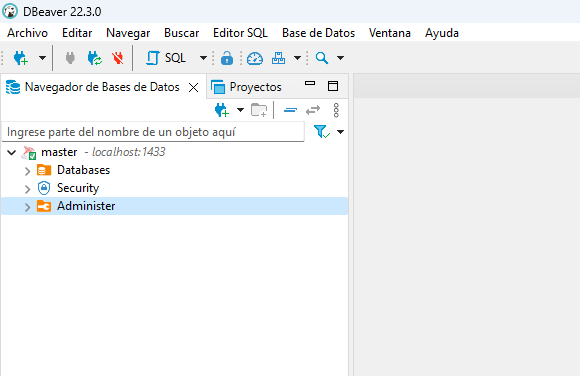 DBeaver 22.3.0
Archivo Editar Navegar Buscar Editor SQL Base de Datos Ventana Ayuda
SQL
Navegador de Bases de Datos Proyectos
Ingrese parte del nombre de un objeto aquí
master - localhost:1433
Databases
Security
Administer